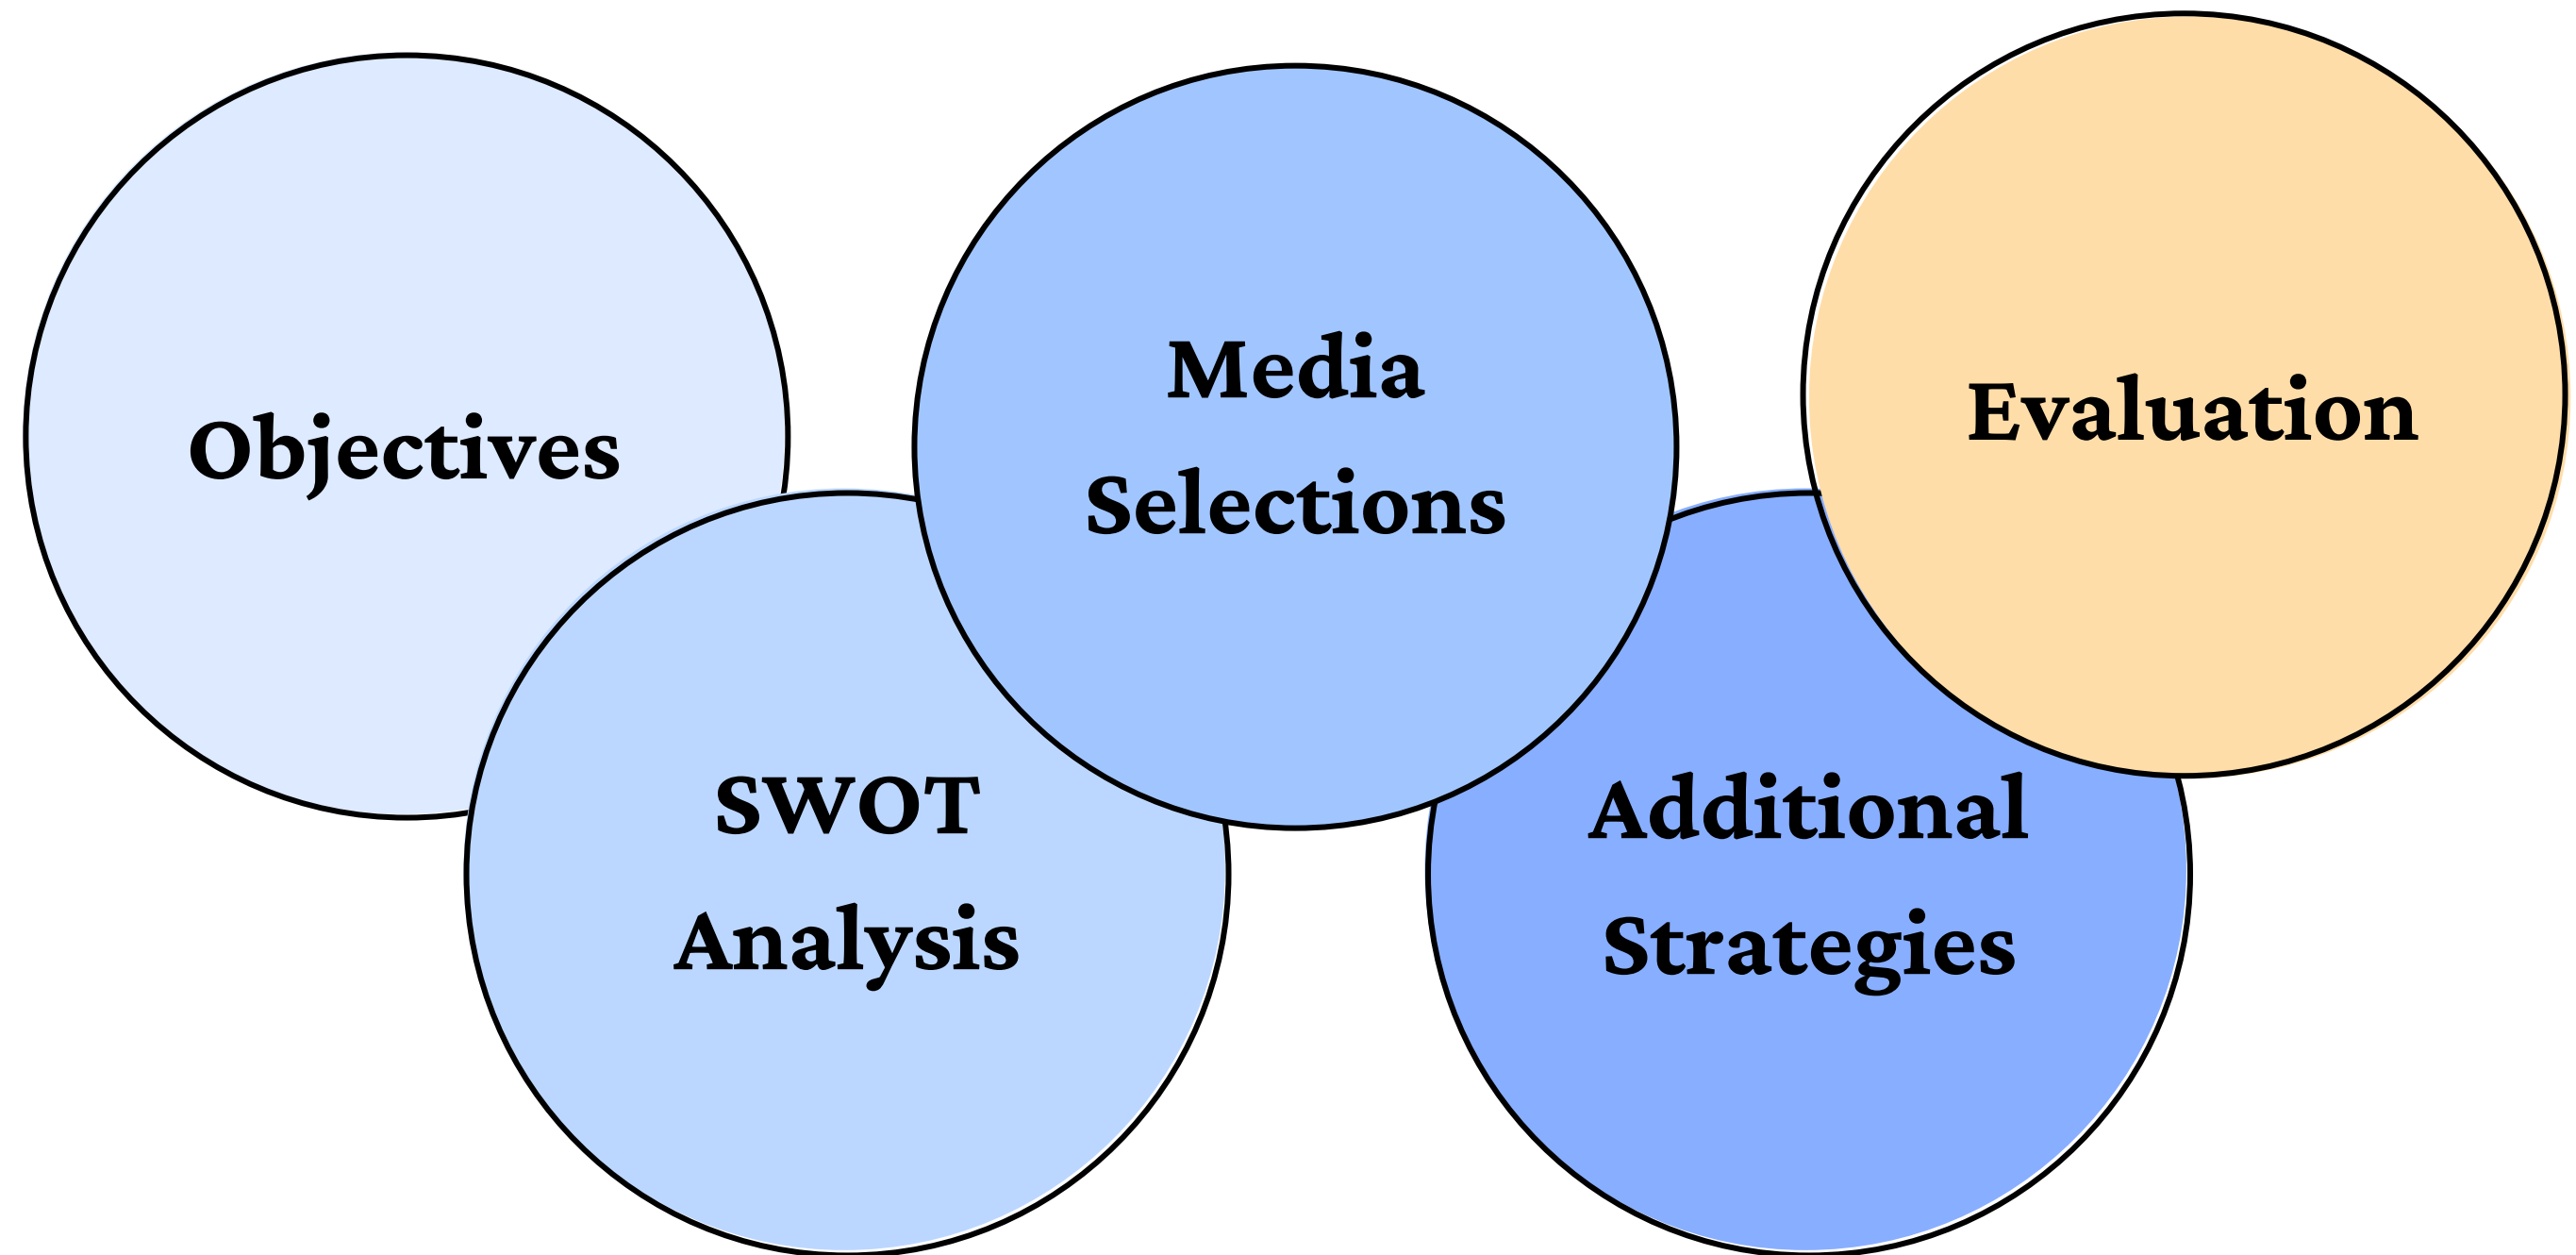 Objectives
SWOT
Analysis
Media
Selections
Additional
Strategies
Evaluation